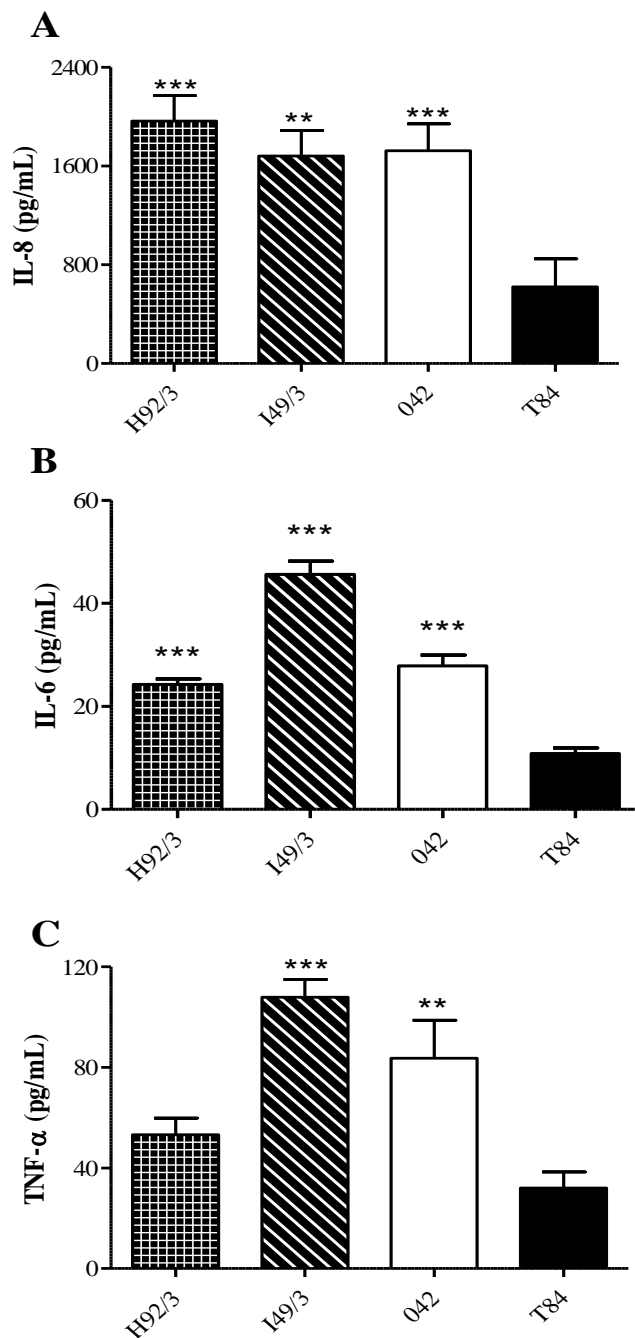 A
2400
1600
800
0
IL-8 (pg/mL)
***
**
***
H92/3
I49/3
042
T84
B
60
40
20
0
IL-6 (pg/mL)
***
***
***
H92/3
I49/3
042
T84
C
120
80
40
0
TNF-α (pg/mL)
***
**
H92/3
I49/3
042
T84